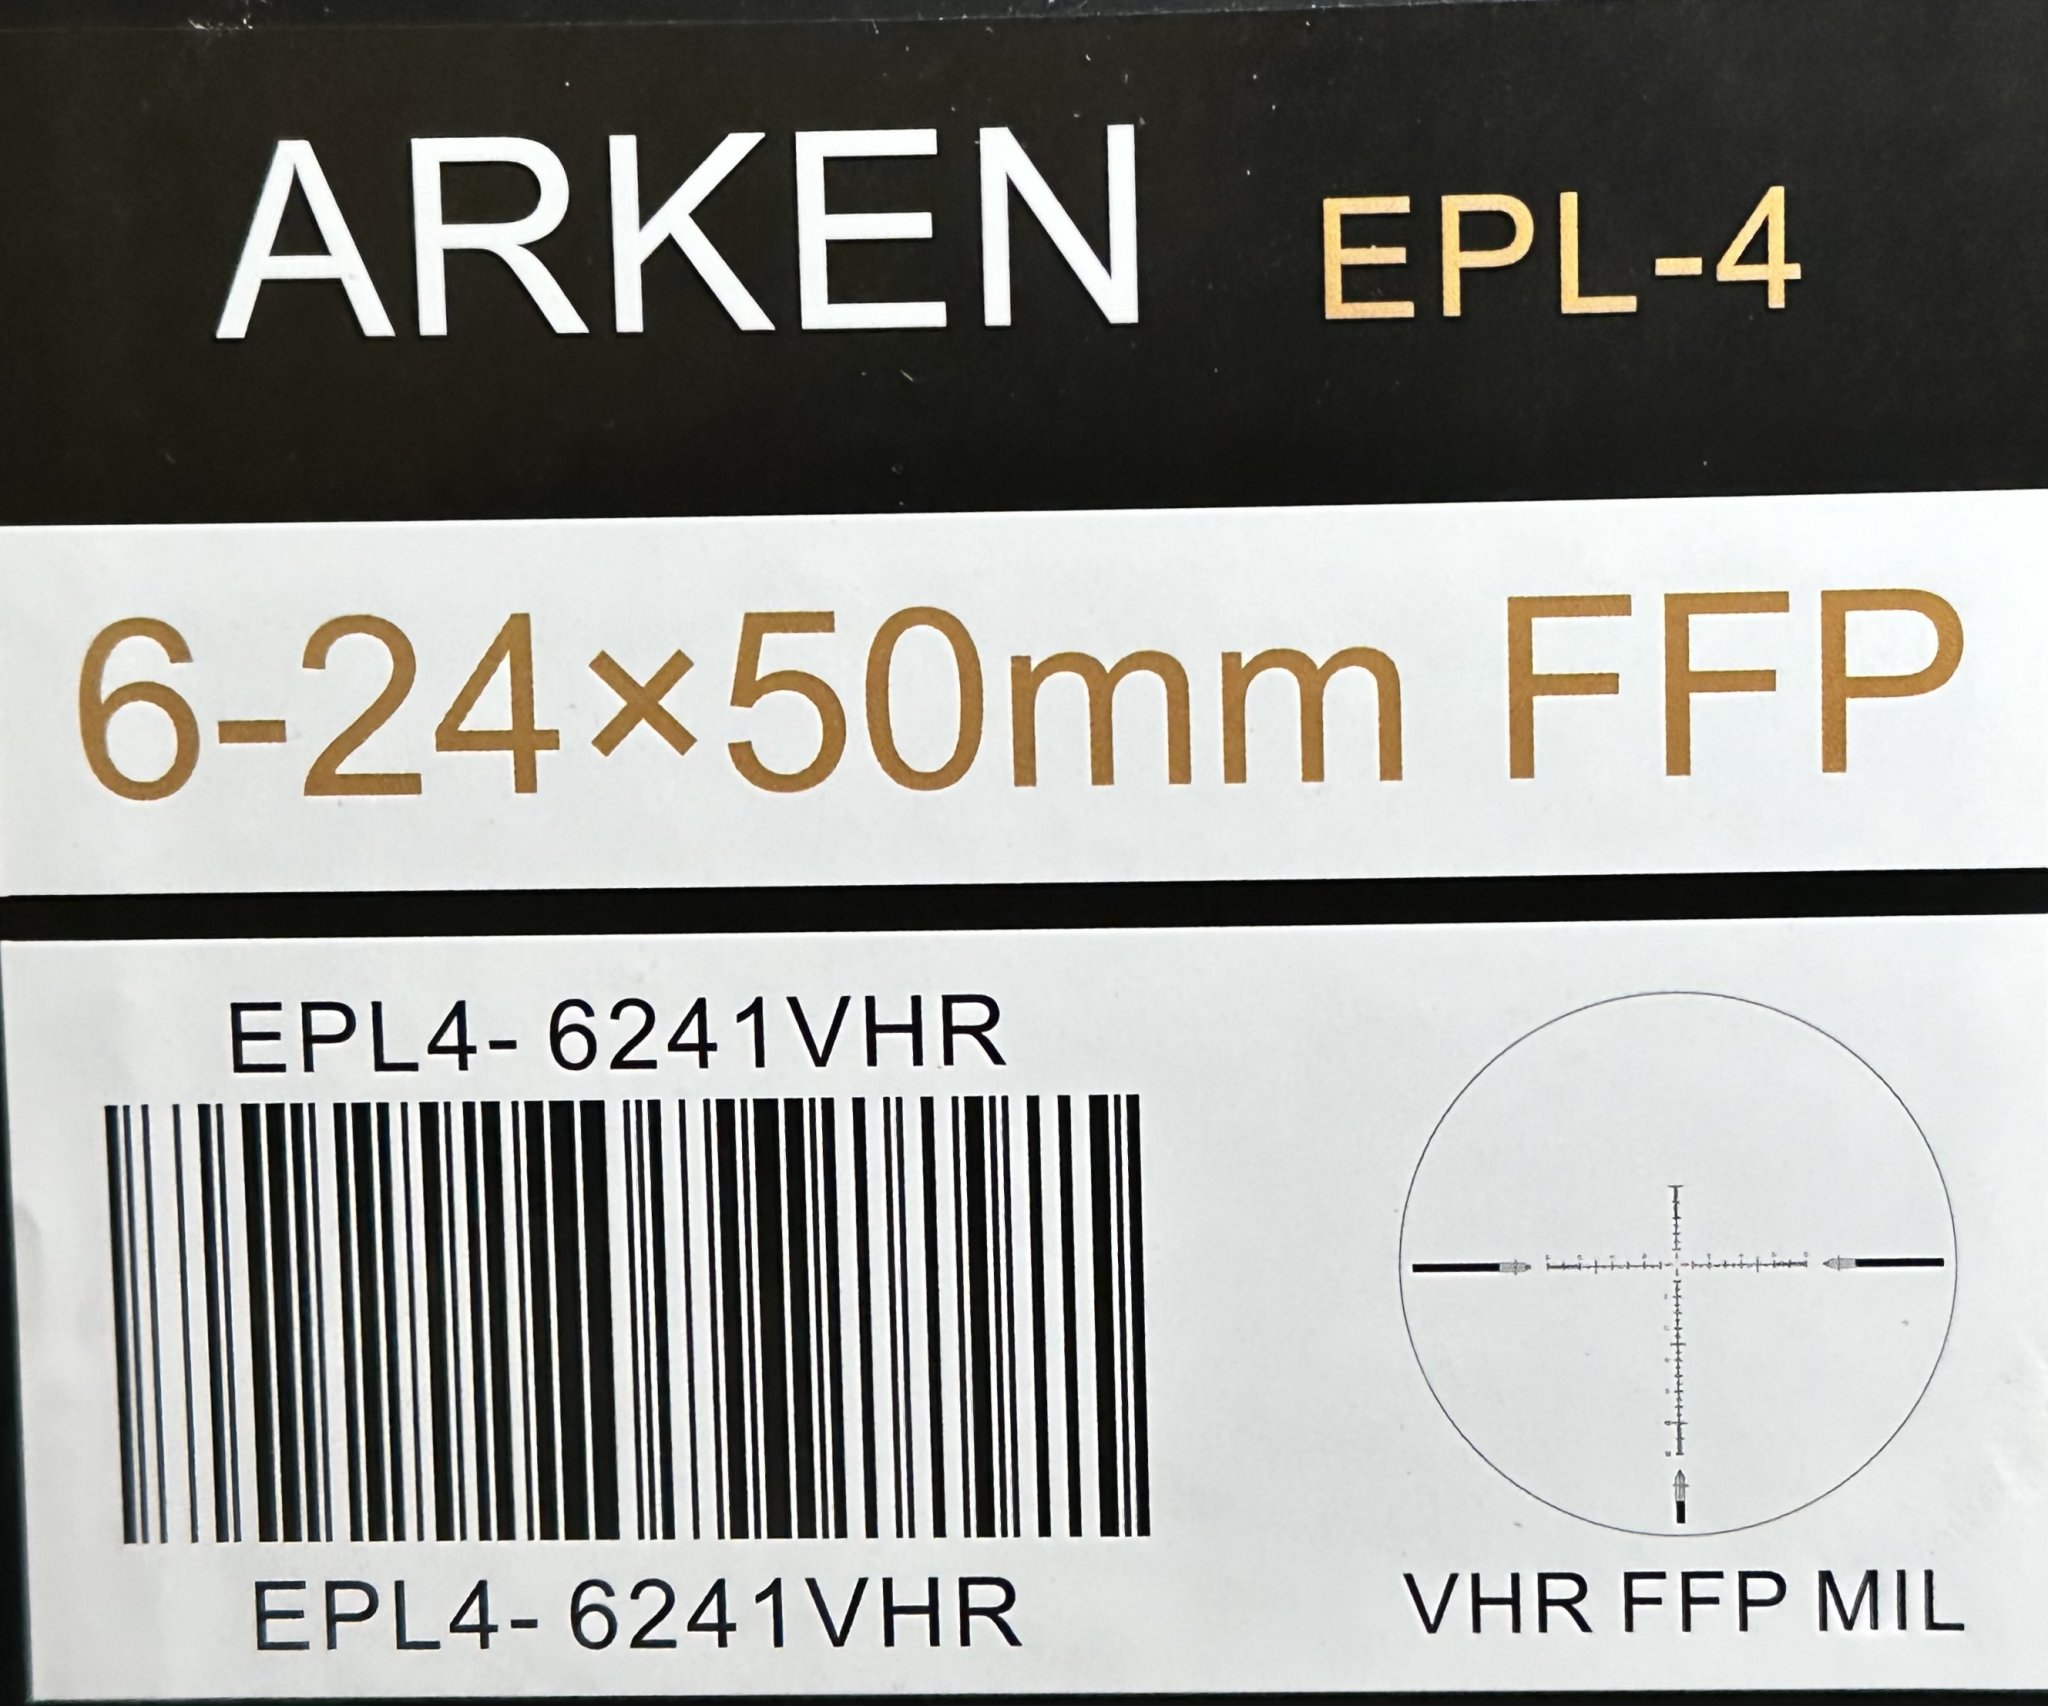 ARKEN EPL-4
6-24×50mm FFP
EPL4- 6241VHR
EPL4- 6241VHR
VHR FFP MIL